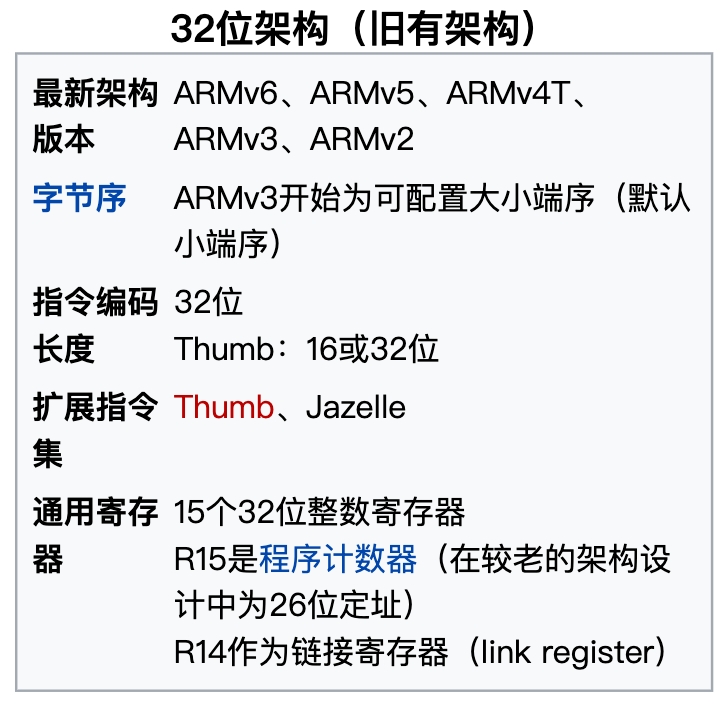 32位架构（旧有架构）
最新架构 ARMv6、ARMv5、ARMv4T、
版本 ARMv3、ARMv2
字节序 ARMv3开始为可配置大小端序（默认
小端序）
指令编码 32位
长度 Thumb：16或32位
扩展指令 Thumb、Jazelle
集
通用寄存 15个32位整数寄存器
器 R15是程序计数器（在较老的架构设
计中为26位定址）
R14作为链接寄存器（link register）